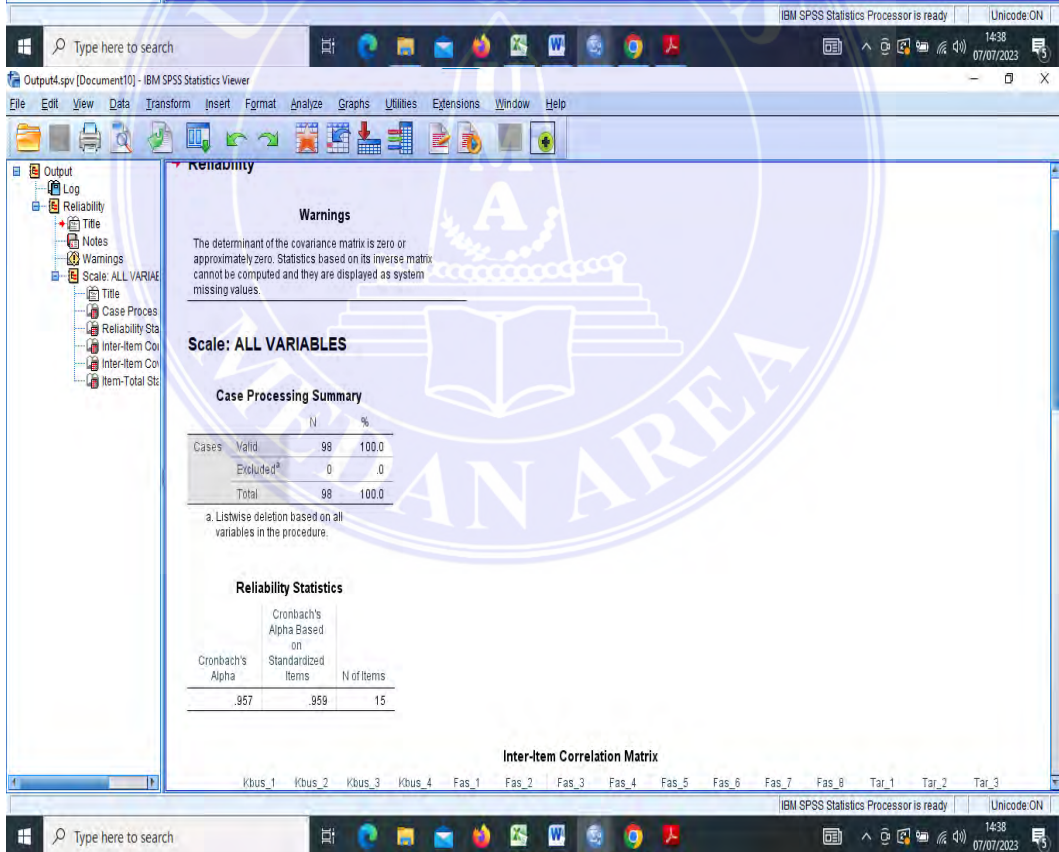 IBM SPSS Statistics Processor is ready Unicode:ON
Type here to search 14:38
07/07/2023
5
Output4.spv [Document10] - IBM SPSS Statistics Viewer
File Edit View Data Transform Insert Format Analyze Graphs Utilities Extensions Window Help
Output
Log
Reliability
Title
Notes
Warnings
Scale: ALL VARIAB
Title
Case Proces
Reliability Sta
Inter-Item Cor
Inter-Item Cov
Item-Total Sta
Reliability
Warnings
The determinant of the covariance matrix is zero or
approximately zero. Statistics based on its inverse matrix
cannot be computed and they are displayed as system
missing values.
Scale: ALL VARIABLES
Case Processing Summary
N %
Cases Valid 98 100.0
Excluded a 0 .0
Total 98 100.0
a. Listwise deletion based on all
variables in the procedure.
Reliability Statistics
Cronbach's
Alpha Cronbach's
Alpha Based
on
Standardized
Items N of Items
.957 .959 15
Inter-Item Correlation Matrix
Kbus_1 Kbus_2 Kbus_3 Kbus_4 Fas_1 Fas_2 Fas_3 Fas_4 Fas_5 Fas_6 Fas_7 Fas_8 Tar_1 Tar_2 Tar_3
IBM SPSS Statistics Processor is ready Unicode:ON
Type here to search 14:38
07/07/2023
5
MEDAN AREA